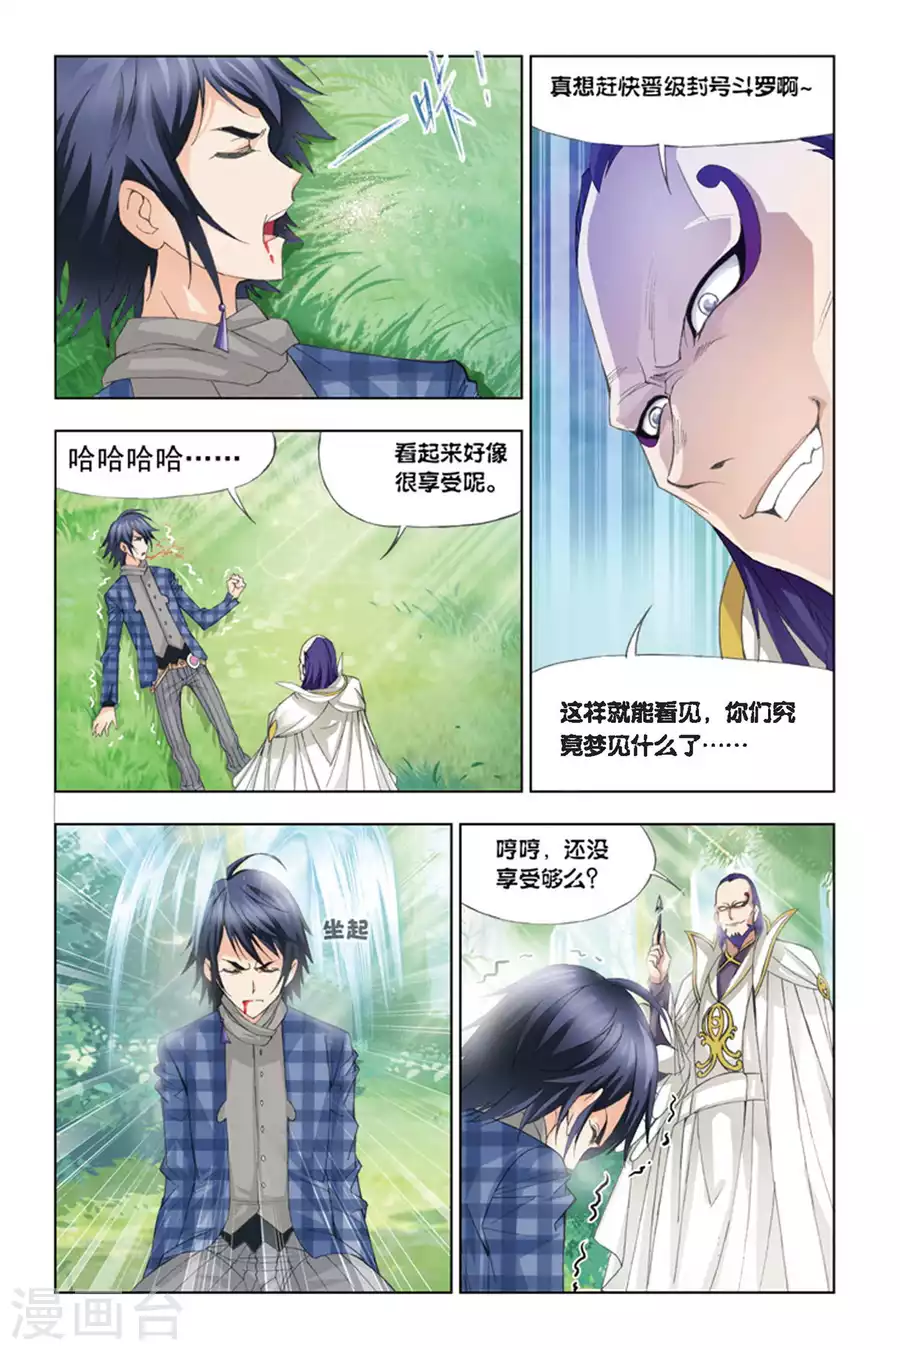 一咔！
真想赶快晋级封号斗罗啊~
哈哈哈哈……
看起来好像
很享受呢。
这样就能看见，你们究
竟梦见什么了……
坐起
哼哼，还没
享受够么？
漫画台